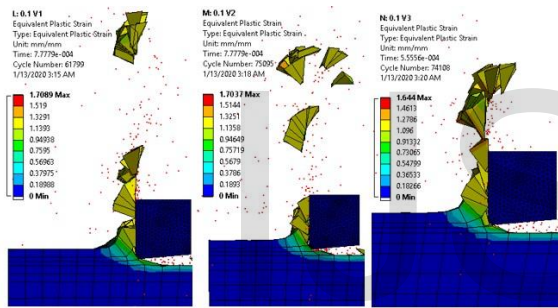 L: 0.1 V1
Equivalent Plastic Strain
Type: Equivalent Plastic Strain
Unit: mm/mm
Time: 7.7779e-004
Cycle Number: 61799
1/13/2020 3:15 AM
1.7089 Max
1.519
1.3291
1.1393
0.94938
0.7595
0.56963
0.37975
0.18988
0 Min
M: 0.1 V2
Equivalent Plastic Strain
Type: Equivalent Plastic Strain
Unit: mm/mm
Time: 7.7779e-004
Cycle Number: 75095
1/13/2020 3:18 AM
1.7037 Max
1.5144
1.3251
1.1358
0.94649
0.75719
0.5679
0.3786
0.1893
0 Min
N: 0.1 V3
Equivalent Plastic Strain
Type: Equivalent Plastic Strain
Unit: mm/mm
Time: 5.5556e-004
Cycle Number: 74108
1/13/2020 3:20 AM
1.644 Max
1.4613
1.2786
1.096
0.91332
0.73065
0.54799
0.36533
0.18266
0 Min